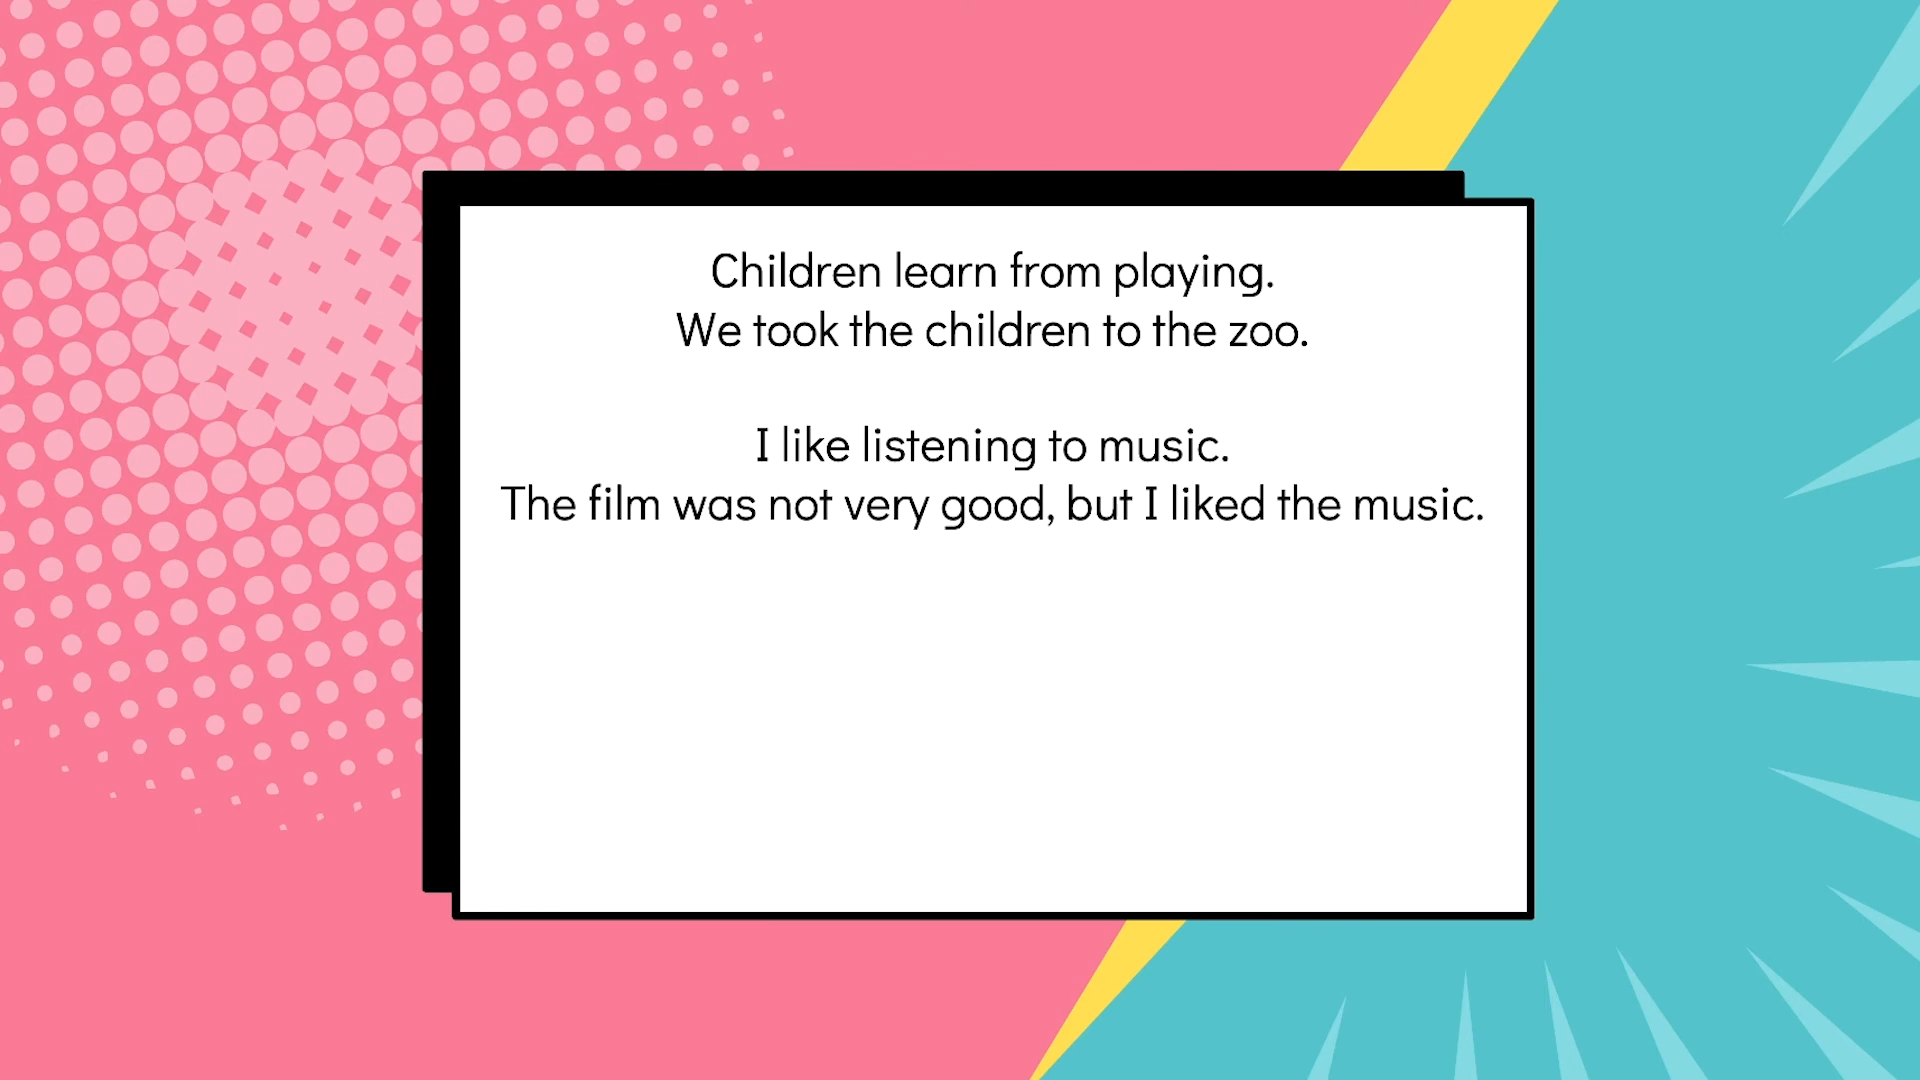 Children learn from playing.
We took the children to the zoo.
I like listening to music.
The film was not very good, but I liked the music.